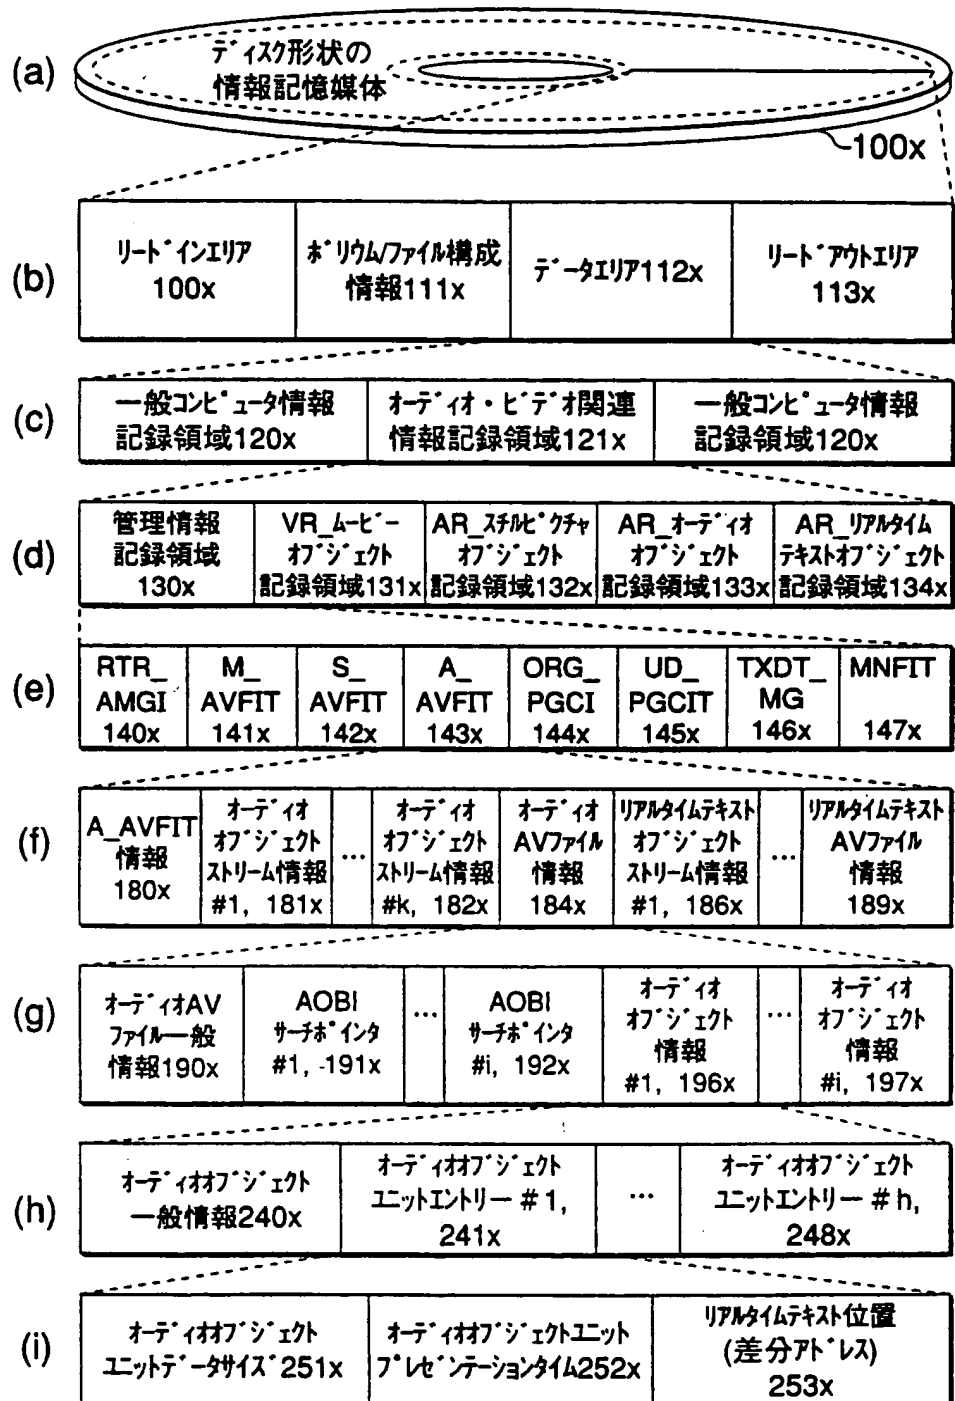 (a)
ディスク形状の
情報記憶媒体
100x
(b)
リードインエリア
100x
ボリウム/ファイル構成
情報111x
データエリア112x
リードアウトエリア
113x
(c)
一般コンピュータ情報
記録領域120x
オーディオ・ビデオ関連
情報記録領域121x
一般コンピュータ情報
記録領域120x
(d)
管理情報
記録領域
130x
VR_ムービー
オブジェクト
記録領域131x
AR_スチルピクチャ
オブジェクト
記録領域132x
AR_オーディオ
オブジェクト
記録領域133x
AR_リアルタイム
テキストオブジェクト
記録領域134x
(e)
RTR_
AMGI
140x
M_
AVFIT
141x
S_
AVFIT
142x
A_
AVFIT
143x
ORG_
PGCI
144x
UD_
PGCIT
145x
TXDT_
MG
146x
MNFIT
147x
(f)
A_AVFIT
情報
180x
オーディオ
オブジェクト
ストリーム情報
#1, 181x
…
オーディオ
オブジェクト
ストリーム情報
#k, 182x
オーディオ
AVファイル
情報
184x
リアルタイムテキスト
オブジェクト
ストリーム情報
#1, 186x
…
リアルタイムテキスト
AVファイル
情報
189x
(g)
オーディオAV
ファイル一般
情報190x
AOBI
サーチポインタ
#1, 191x
…
AOBI
サーチポインタ
#i, 192x
オーディオ
オブジェクト
情報
#1, 196x
…
オーディオ
オブジェクト
情報
#i, 197x
(h)
オーディオオブジェクト
一般情報240x
オーディオオブジェクト
ユニットエントリー#1,
241x
…
オーディオオブジェクト
ユニットエントリー#h,
248x
(i)
オーディオオブジェクト
ユニットデータサイズ251x
オーディオオブジェクトユニット
プレゼンテーションタイム252x
リアルタイムテキスト位置
(差分アドレス)
253x